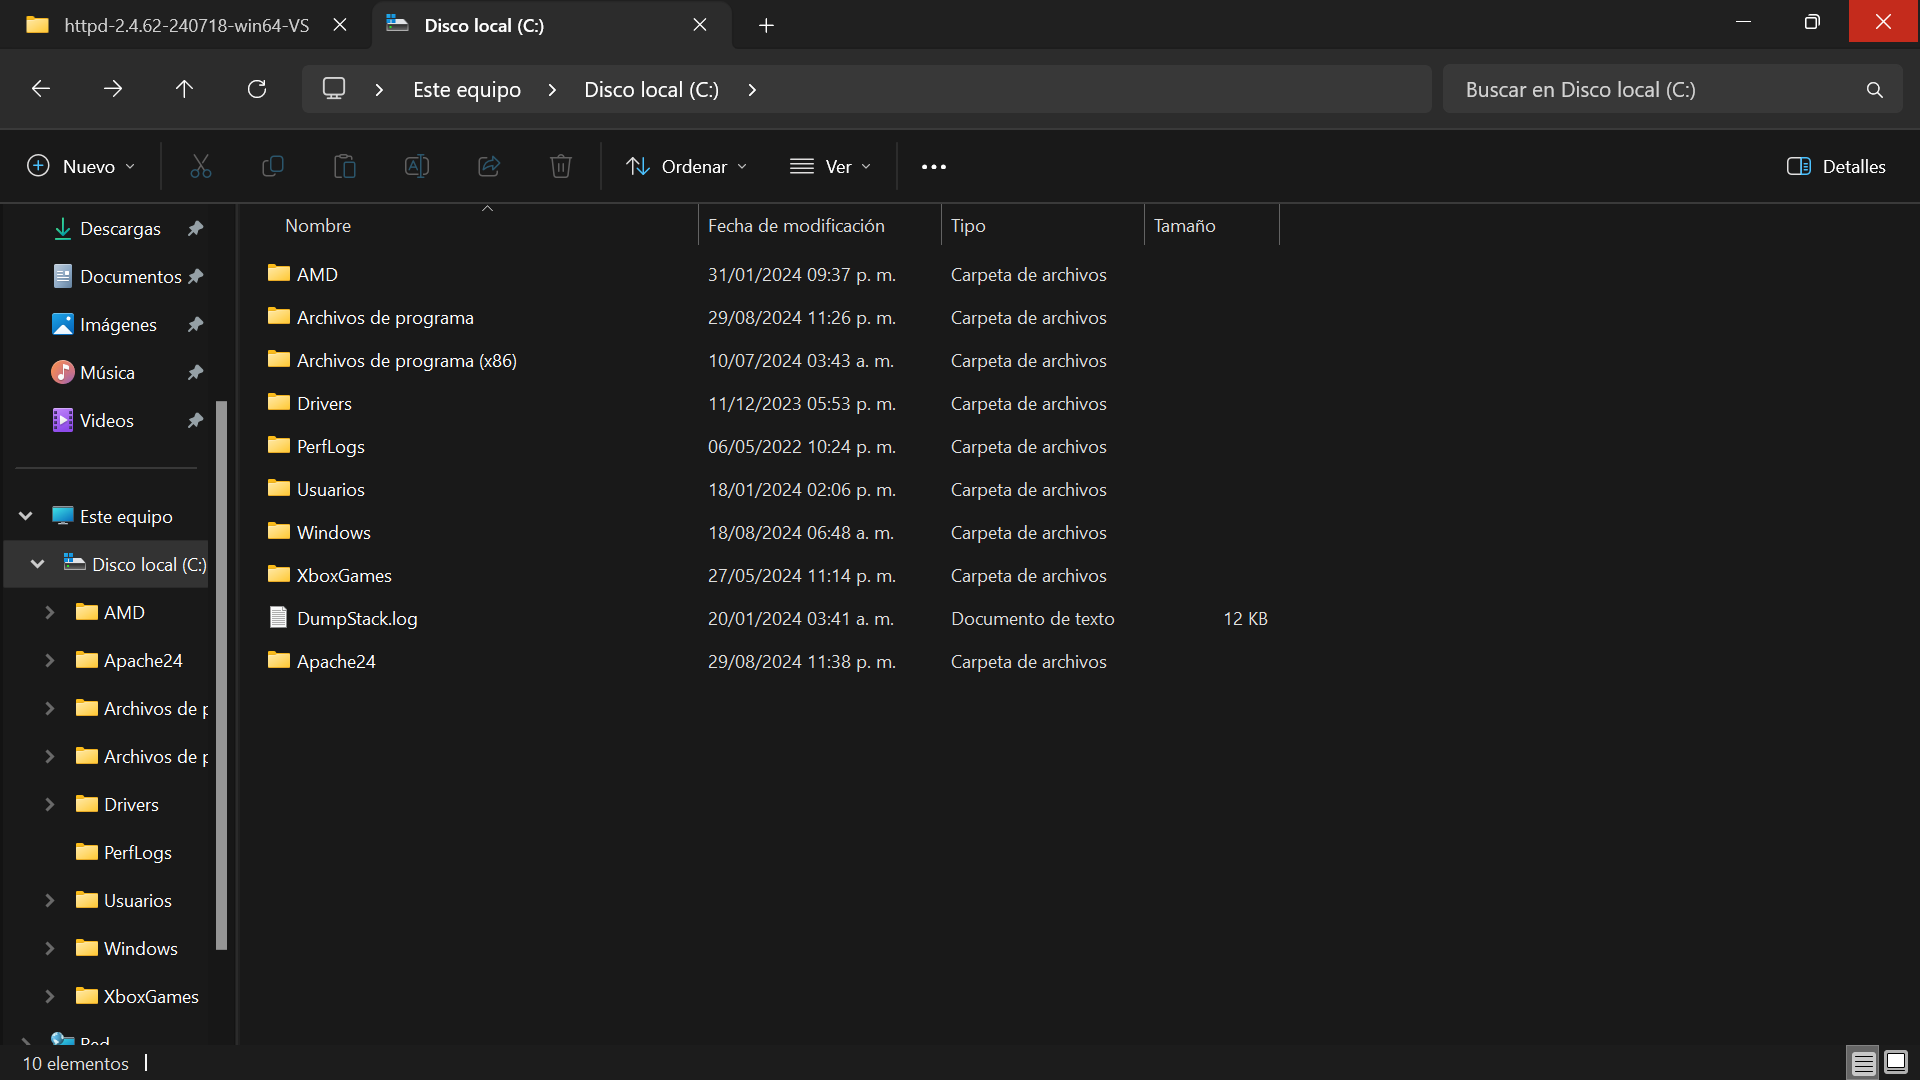 httpd-2.4.62-240718-win64-VS
Disco local (C:)
Este equipo > Disco local (C:) >
Buscar en Disco local (C:)
Nuevo
Ordenar
Ver
Detalles
Descargas
Documentos
Imágenes
Música
Videos
Este equipo
Disco local (C:)
AMD
Apache24
Archivos de p
Archivos de p
Drivers
PerfLogs
Usuarios
Windows
XboxGames
Red
Nombre Fecha de modificación Tipo Tamaño
AMD 31/01/2024 09:37 p. m. Carpeta de archivos
Archivos de programa 29/08/2024 11:26 p. m. Carpeta de archivos
Archivos de programa (x86) 10/07/2024 03:43 a. m. Carpeta de archivos
Drivers 11/12/2023 05:53 p. m. Carpeta de archivos
PerfLogs 06/05/2022 10:24 p. m. Carpeta de archivos
Usuarios 18/01/2024 02:06 p. m. Carpeta de archivos
Windows 18/08/2024 06:48 a. m. Carpeta de archivos
XboxGames 27/05/2024 11:14 p. m. Carpeta de archivos
DumpStack.log 20/01/2024 03:41 a. m. Documento de texto 12 KB
Apache24 29/08/2024 11:38 p. m. Carpeta de archivos
10 elementos